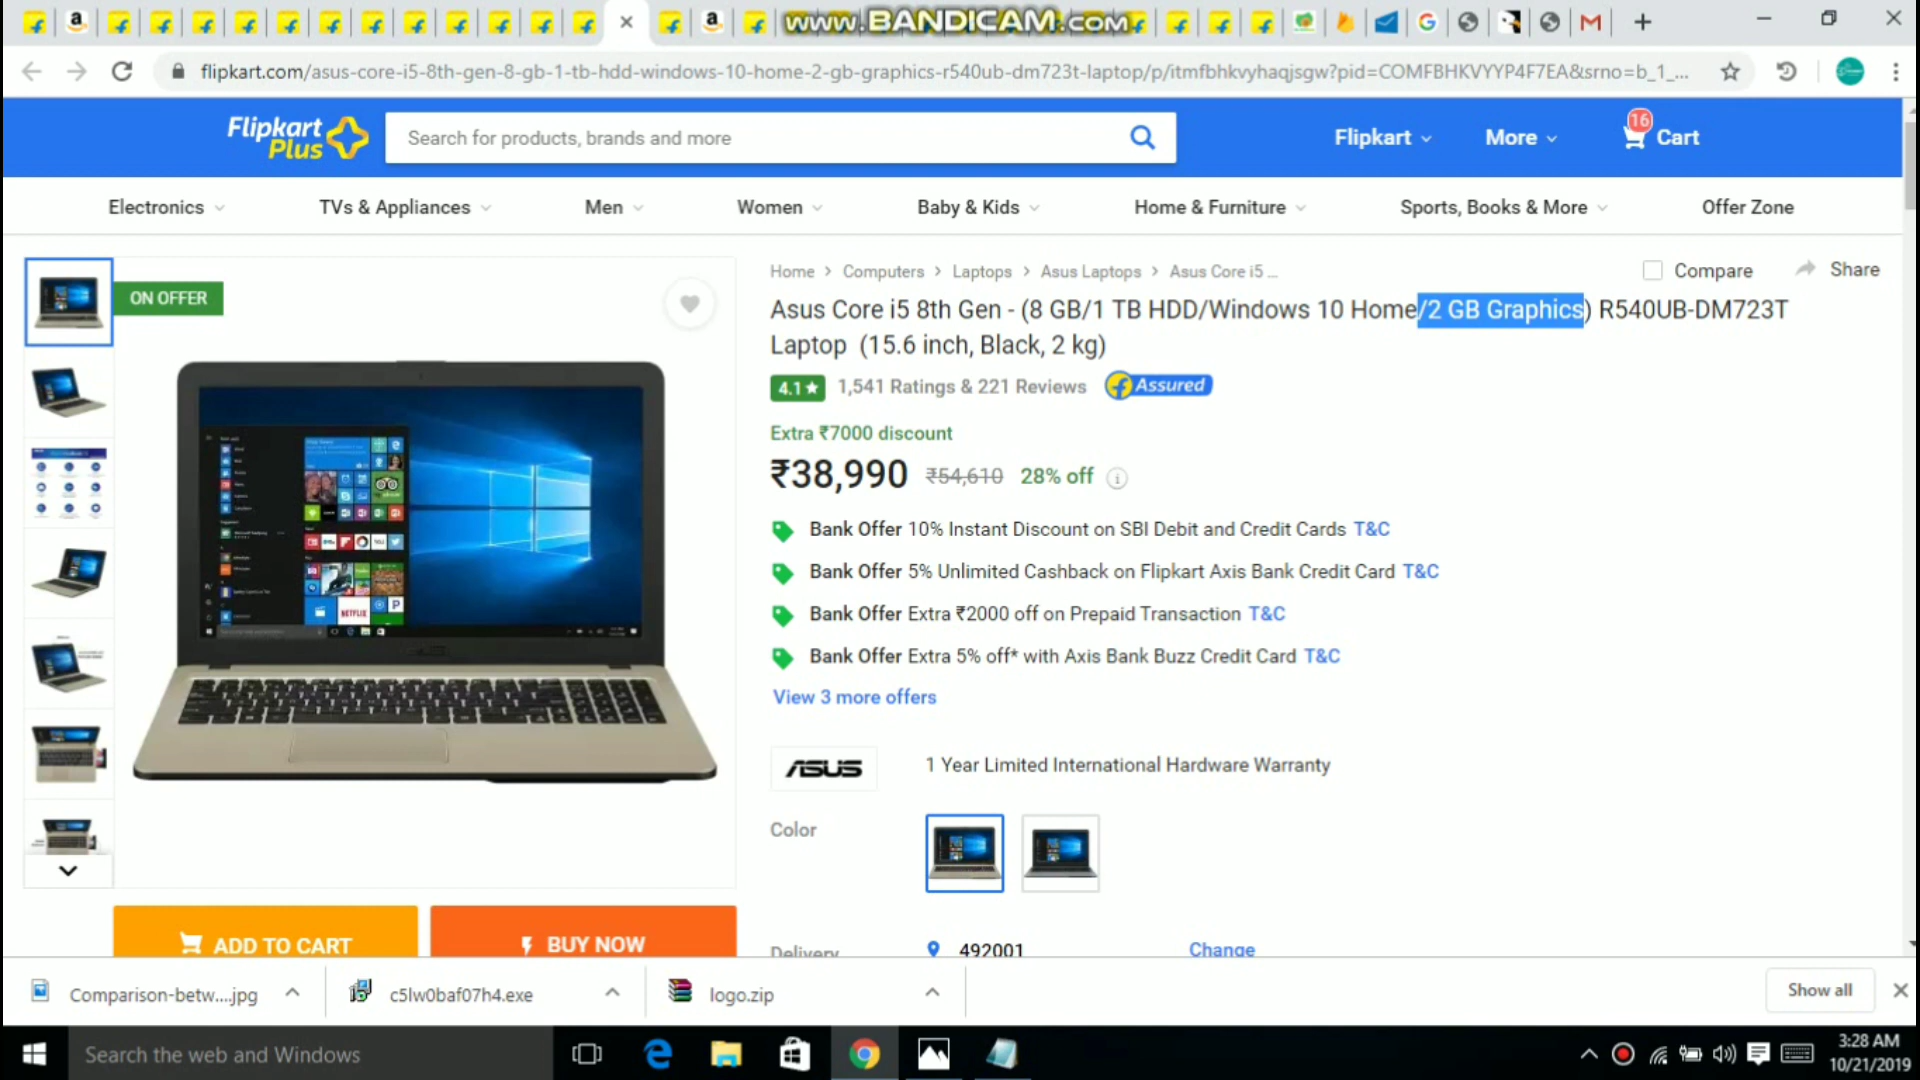 www.BANDICAM.com
flipkart.com/asus-core-i5-8th-gen-8-gb-1-tb-hdd-windows-10-home-2-gb-graphics-r540ub-dm723t-laptop/p/itmfbhkvyhaqjsgw?pid=COMFBHKVYYP4F7EA&srno=b_1_...
Flipkart Plus
Search for products, brands and more
Flipkart
More
16
Cart
Electronics
TVs & Appliances
Men
Women
Baby & Kids
Home & Furniture
Sports, Books & More
Offer Zone
ON OFFER
Home > Computers > Laptops > Asus Laptops > Asus Core i5 ...
Compare
Share
Asus Core i5 8th Gen - (8 GB/1 TB HDD/Windows 10 Home/2 GB Graphics) R540UB-DM723T
Laptop (15.6 inch, Black, 2 kg)
4.1★ 1,541 Ratings & 221 Reviews
Assured
Extra ₹7000 discount
₹38,990 ₹54,610 28% off
Bank Offer 10% Instant Discount on SBI Debit and Credit Cards T&C
Bank Offer 5% Unlimited Cashback on Flipkart Axis Bank Credit Card T&C
Bank Offer Extra ₹2000 off on Prepaid Transaction T&C
Bank Offer Extra 5% off* with Axis Bank Buzz Credit Card T&C
View 3 more offers
NETFLIX
ASUS
1 Year Limited International Hardware Warranty
Color
ADD TO CART
BUY NOW
Delivery
492001
Change
Comparison-betw....jpg
c5lw0baf07h4.exe
logo.zip
Show all
Search the web and Windows
3:28 AM
10/21/2019